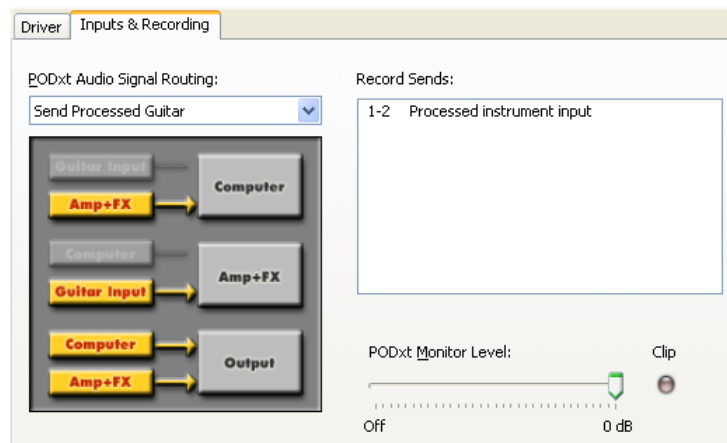 Driver Inputs & Recording
PODxt Audio Signal Routing:
Send Processed Guitar
Guitar Input
Computer
Amp+FX
Computer
Amp+FX
Guitar Input
Computer
Output
Amp+FX
Record Sends:
1-2 Processed instrument input
PODxt Monitor Level:
Clip
Off
0 dB